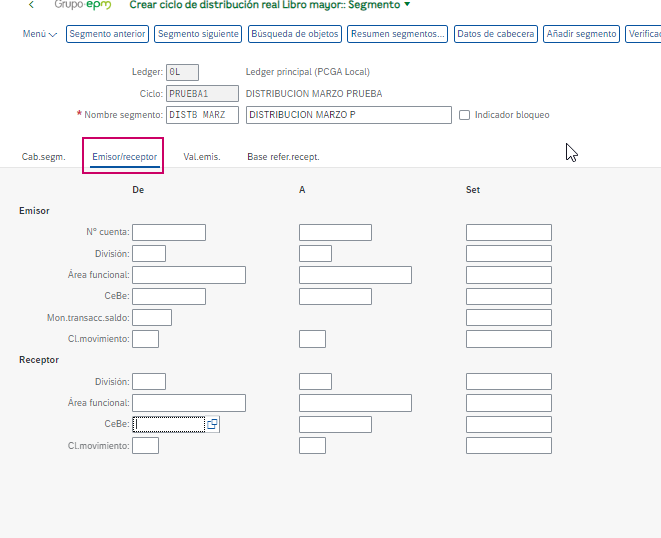 Grupo epm Crear ciclo de distribución real Libro mayor:: Segmento
Menú Segmento anterior Segmento siguiente Búsqueda de objetos Resumen segmentos... Datos de cabecera Añadir segmento Verificac
Ledger: 0L Ledger principal (PCGA Local)
Ciclo: PRUEBA1 DISTRIBUCION MARZO PRUEBA
* Nombre segmento: DISTB MARZ DISTRIBUCION MARZO P Indicador bloqueo
Cab.segm. Emisor/receptor Val.emis. Base refer.recept.
De A Set
Emisor
Nº cuenta:
División:
Área funcional:
CeBe:
Mon.transacc.saldo:
Cl.movimiento:
Receptor
División:
Área funcional:
CeBe:
Cl.movimiento: